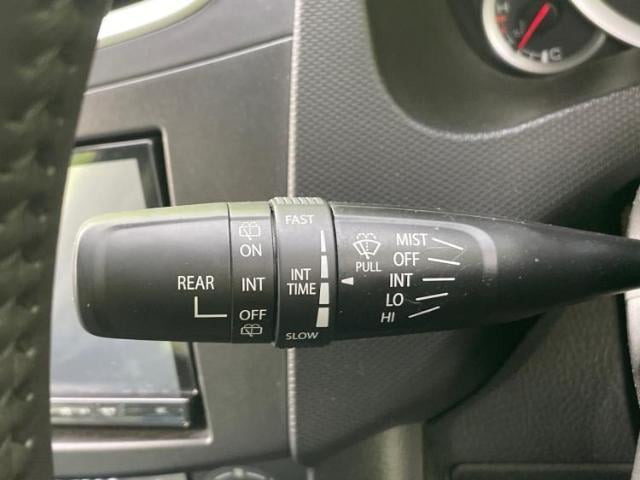 REAR
ON
INT
OFF
FAST
INT
TIME
SLOW
PULL
MIST
OFF
INT
LO
HI
H
C